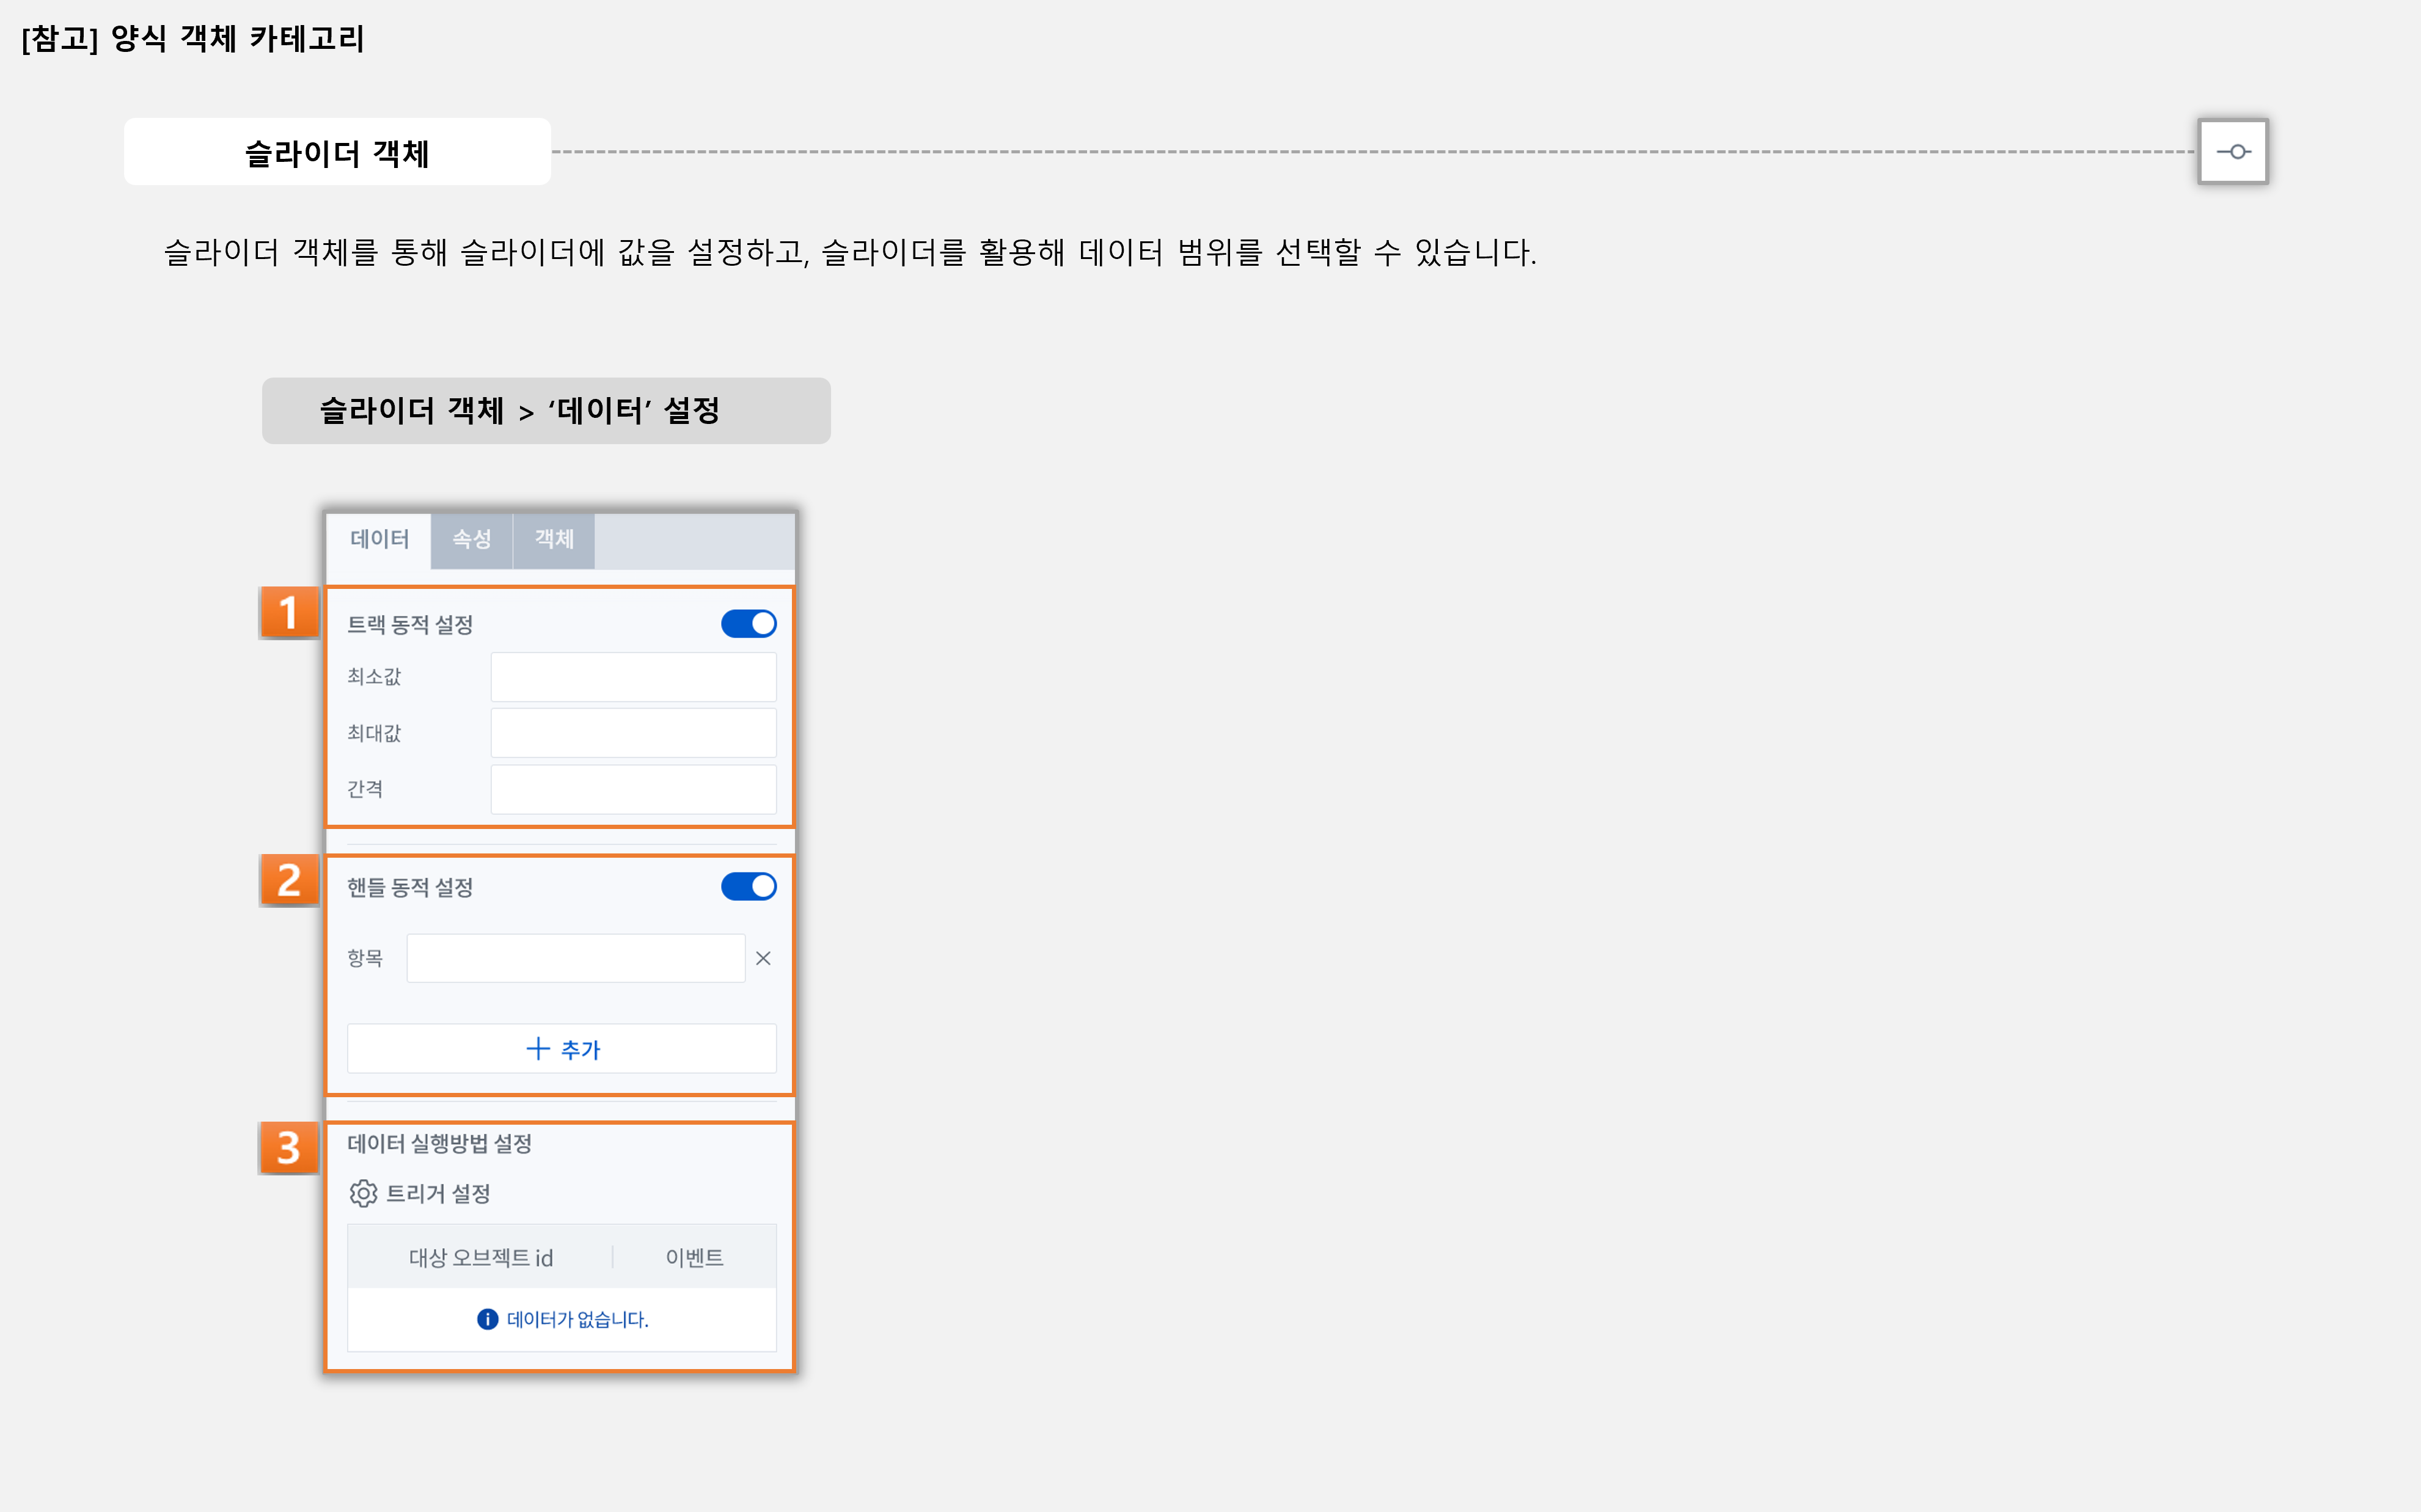 [참고] 양식 객체 카테고리
슬라이더 객체
슬라이더 객체를 통해 슬라이더에 값을 설정하고, 슬라이더를 활용해 데이터 범위를 선택할 수 있습니다.
슬라이더 객체 > ‘데이터’ 설정
데이터 속성 객체
1
트랙 동적 설정
최소값
최대값
간격
2
핸들 동적 설정
항목
추가
3
데이터 실행방법 설정
트리거 설정
대상 오브젝트 id 이벤트
데이터가 없습니다.